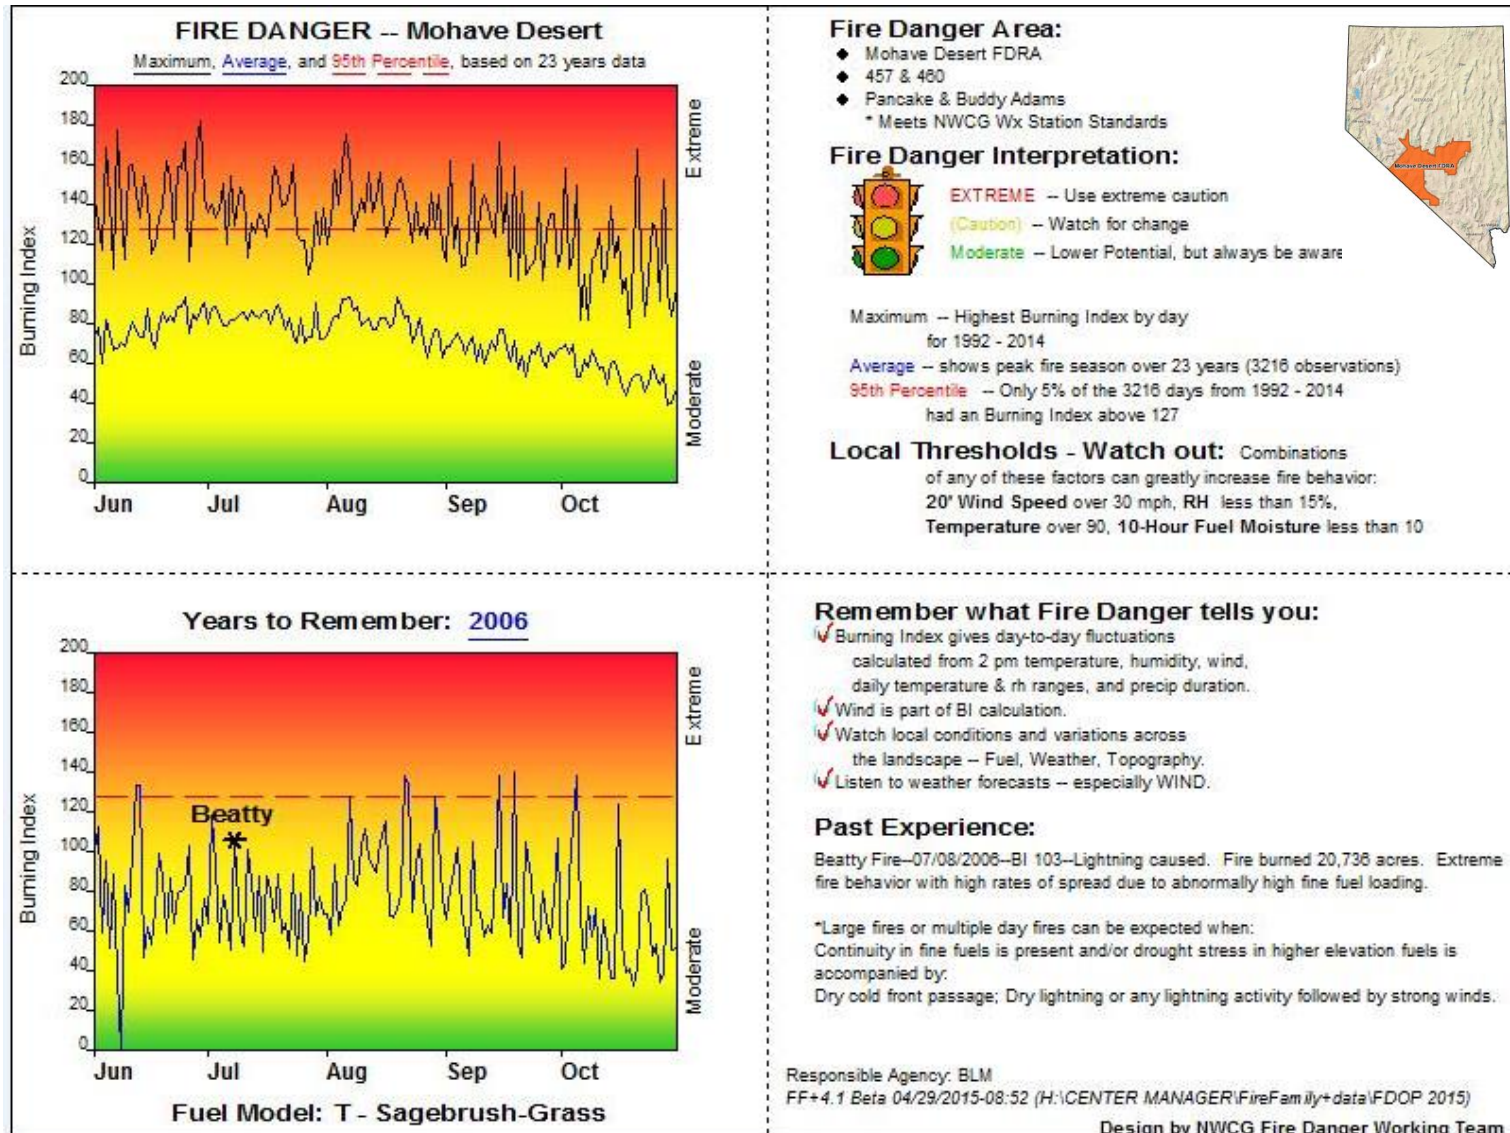 FIRE DANGER -- Mohave Desert
Maximum, Average, and 95th Percentile, based on 23 years data
200
180
160
140
120
100
80
60
40
20
0
Burning Index
Extreme
Moderate
Jun Jul Aug Sep Oct
Fire Danger Area:
◆ Mohave Desert FDRA
◆ 457 & 460
◆ Pancake & Buddy Adams
* Meets NWCG Wx Station Standards
Mohave Desert FDRA
Fire Danger Interpretation:
EXTREME -- Use extreme caution
(Caution) -- Watch for change
Moderate -- Lower Potential, but always be aware
Maximum -- Highest Burning Index by day
for 1992 - 2014
Average -- shows peak fire season over 23 years (3216 observations)
95th Percentile -- Only 5% of the 3216 days from 1992 - 2014
had an Burning Index above 127
Local Thresholds - Watch out: Combinations
of any of these factors can greatly increase fire behavior:
20' Wind Speed over 30 mph, RH less than 15%,
Temperature over 90, 10-Hour Fuel Moisture less than 10
Years to Remember: 2006
200
180
160
140
120
100
80
60
40
20
0
Burning Index
Extreme
Moderate
Beatty
Jun Jul Aug Sep Oct
Fuel Model: T - Sagebrush-Grass
Remember what Fire Danger tells you:
Burning Index gives day-to-day fluctuations
calculated from 2 pm temperature, humidity, wind,
daily temperature & rh ranges, and precip duration.
Wind is part of BI calculation.
Watch local conditions and variations across
the landscape -- Fuel, Weather, Topography.
Listen to weather forecasts -- especially WIND.
Past Experience:
Beatty Fire--07/08/2006--BI 103--Lightning caused. Fire burned 20,736 acres. Extreme
fire behavior with high rates of spread due to abnormally high fine fuel loading.
*Large fires or multiple day fires can be expected when:
Continuity in fine fuels is present and/or drought stress in higher elevation fuels is
accompanied by:
Dry cold front passage; Dry lightning or any lightning activity followed by strong winds.
Responsible Agency: BLM
FF+4.1 Beta 04/29/2015-08:52 (H:\CENTER MANAGER\FireFamily+data\FDOP 2015)
Design by NWCG Fire Danger Working Team